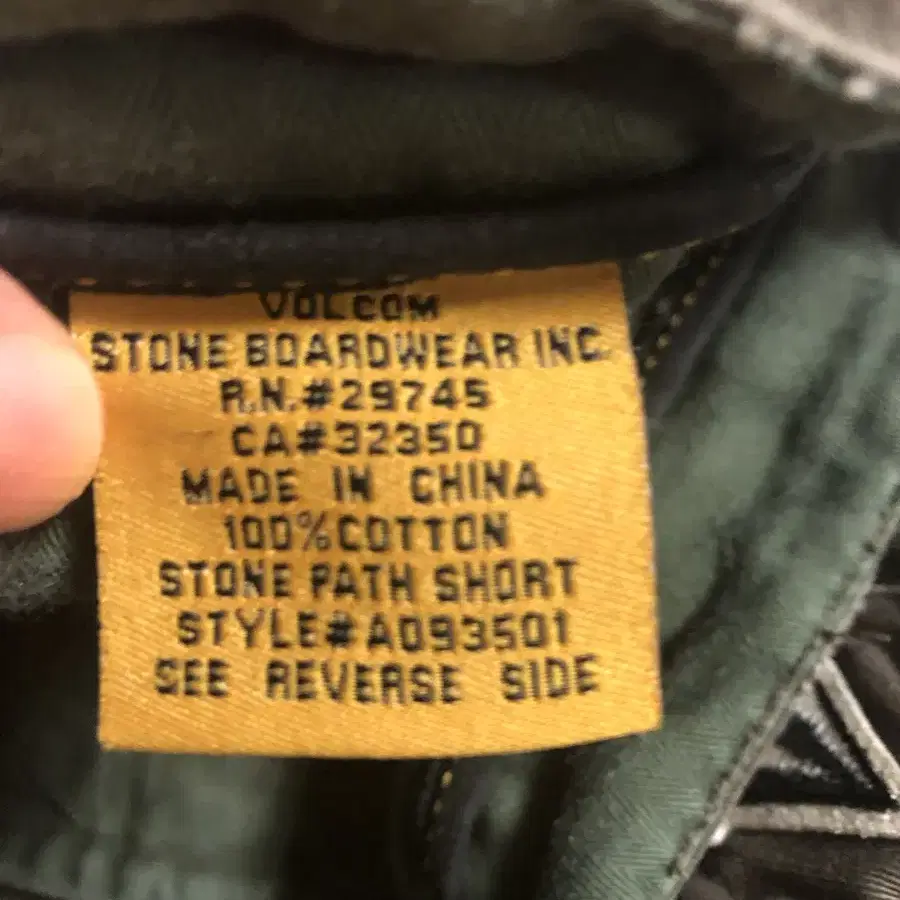 VOLCOM
STONE BOARDWEAR INC.
R.N.#29745
CA#32350
MADE IN CHINA
100%COTTON
STONE PATH SHORT
STYLE#A093501
SEE REVERSE SIDE